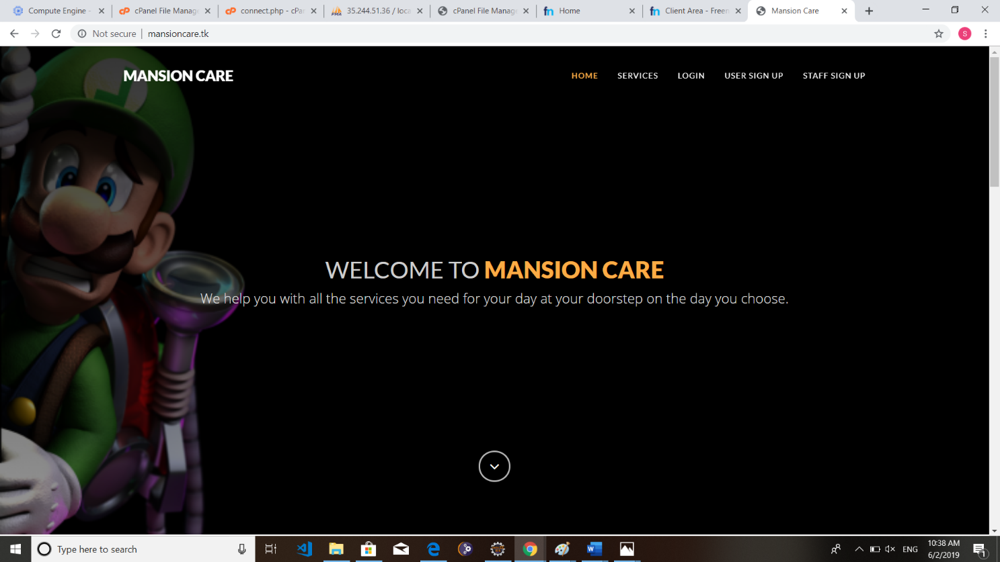 Compute Engine -
cPanel File Manage
connect.php - cPan
35.244.51.36 / loca
cPanel File Manage
Home
Client Area - Freen
Mansion Care
Not secure | mansioncare.tk
S
MANSION CARE
HOME
SERVICES
LOGIN
USER SIGN UP
STAFF SIGN UP
WELCOME TO MANSION CARE
We help you with all the services you need for your day at your doorstep on the day you choose.
Type here to search
ENG
10:38 AM
6/2/2019
1